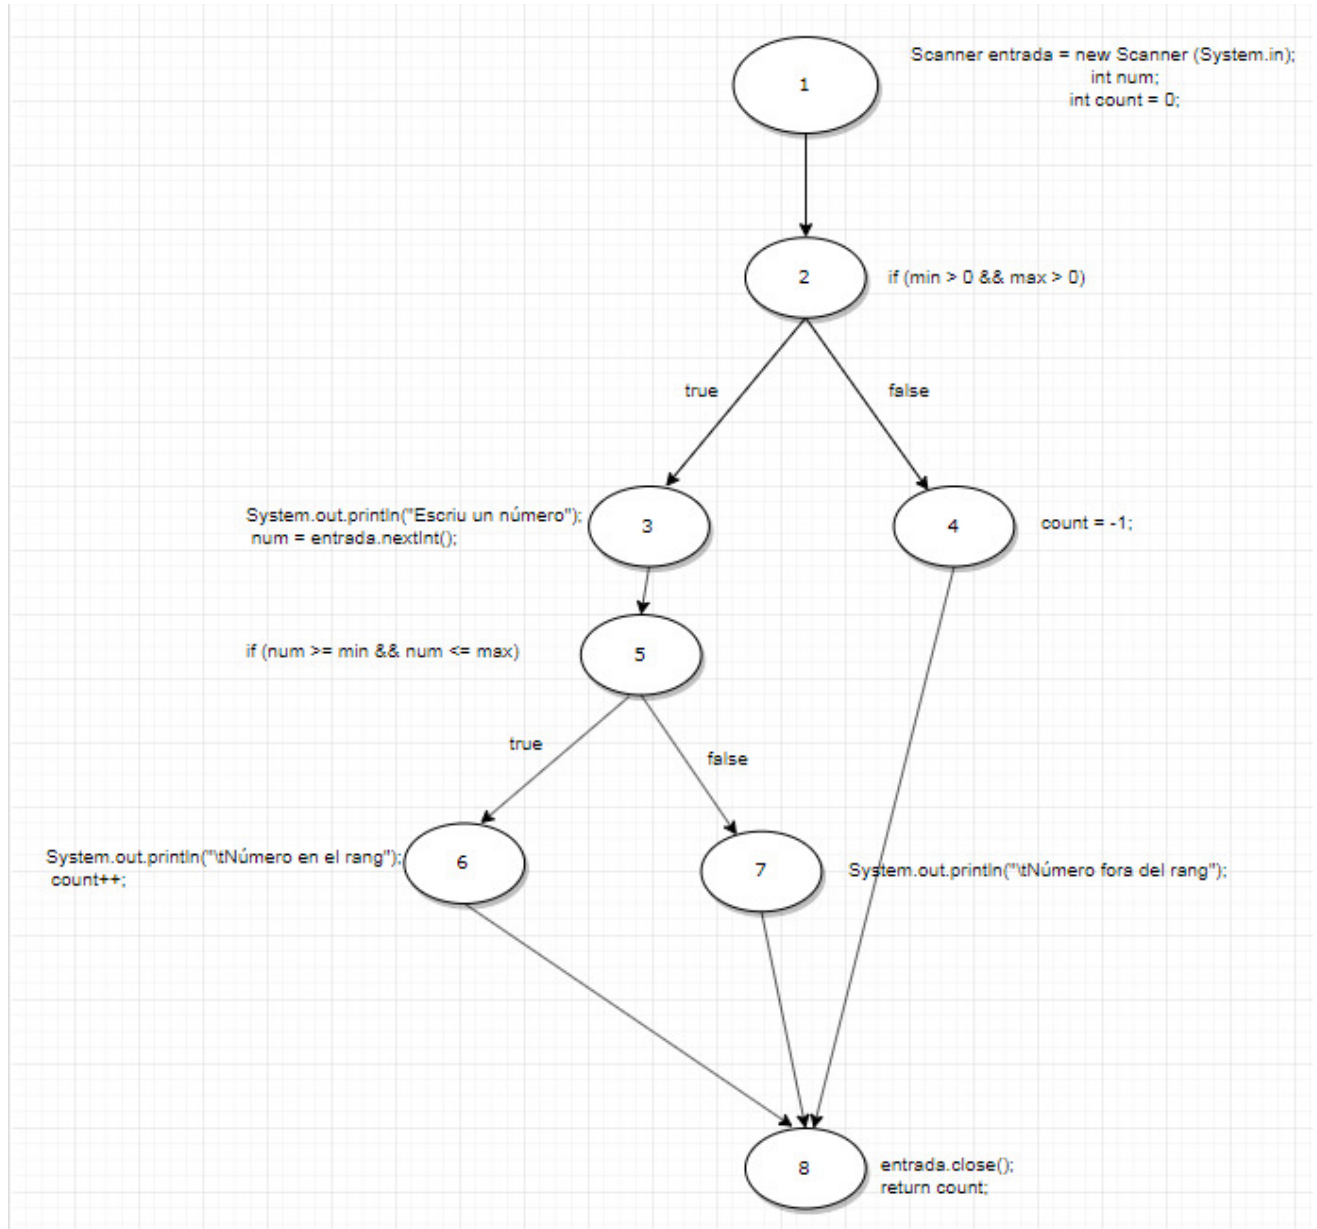 1
Scanner entrada = new Scanner (System.in);
int num;
int count = 0;
2
if (min > 0 && max > 0)
true
false
System.out.println("Escriu un número");
num = entrada.nextInt();
3
4
count = -1;
if (num >= min && num <= max)
5
true
false
System.out.println("\tNúmero en el rang");
count++;
6
7
System.out.println("\tNúmero fora del rang");
8
entrada.close();
return count;